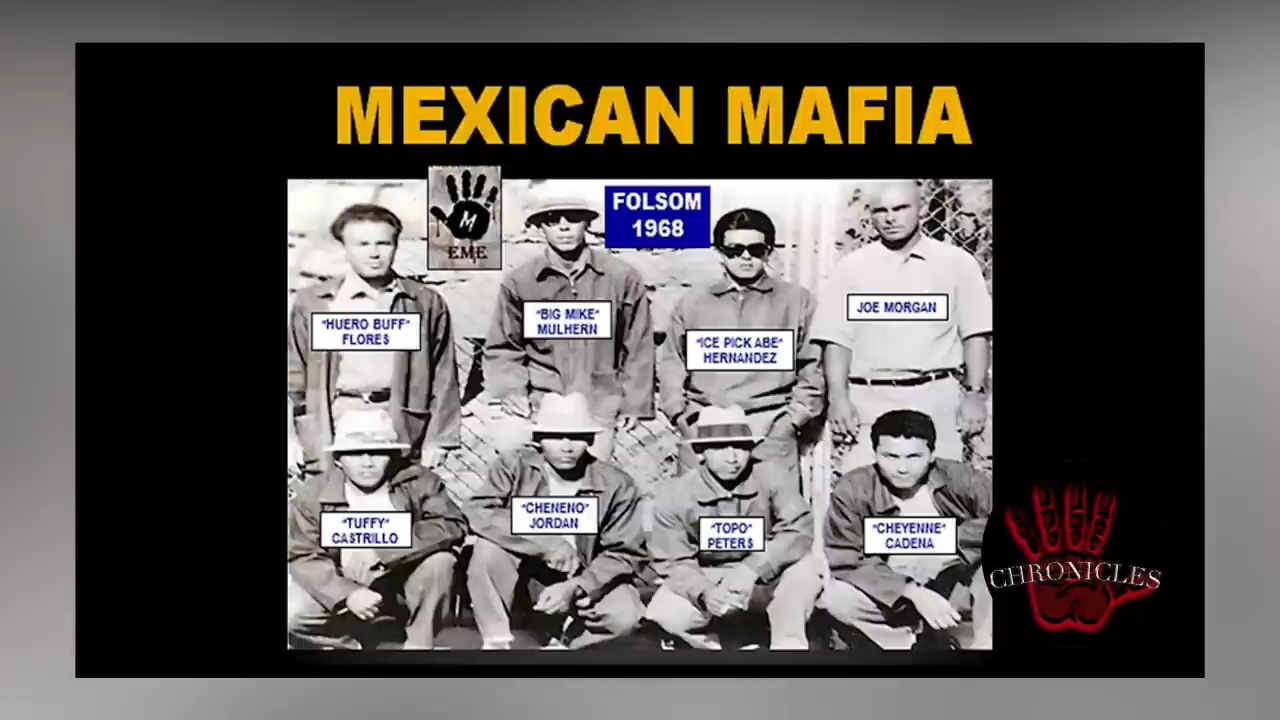 MEXICAN MAFIA
M
EME
FOLSOM
1968
"HUERO BUFF"
FLORES
"BIG MIKE"
MULHERN
"ICE PICK ABE"
HERNANDEZ
JOE MORGAN
"TUFFY"
CASTRILLO
"CHENENO"
JORDAN
"TOPO"
PETERS
"CHEYENNE"
CADENA
CHRONICLES